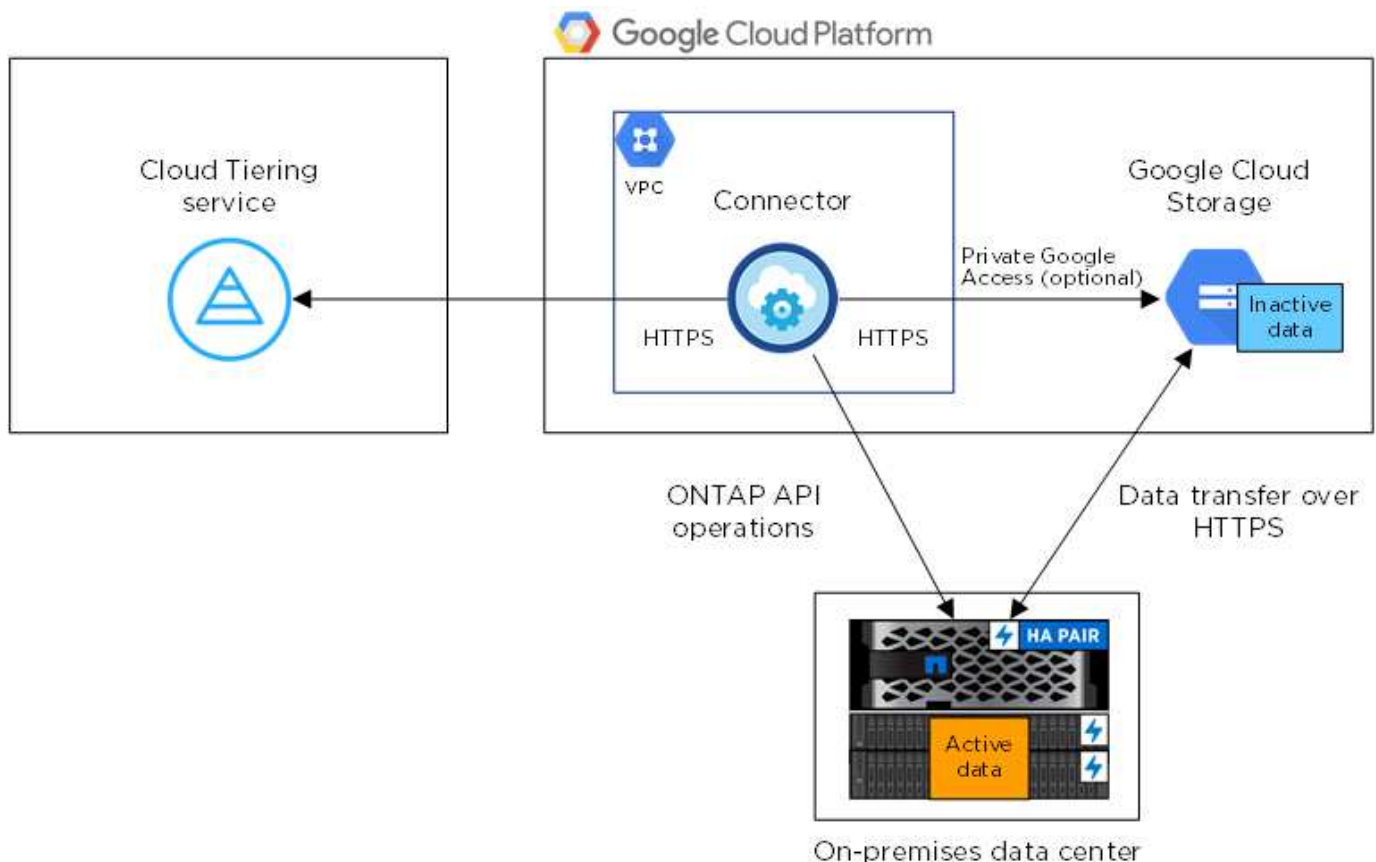 Google Cloud Platform
Cloud Tiering
service
VPC
Connector
Google Cloud
Storage
Private Google
Access (optional)
HTTPS
HTTPS
Inactive
data
ONTAP API
operations
Data transfer over
HTTPS
HA PAIR
Active
data
On-premises data center